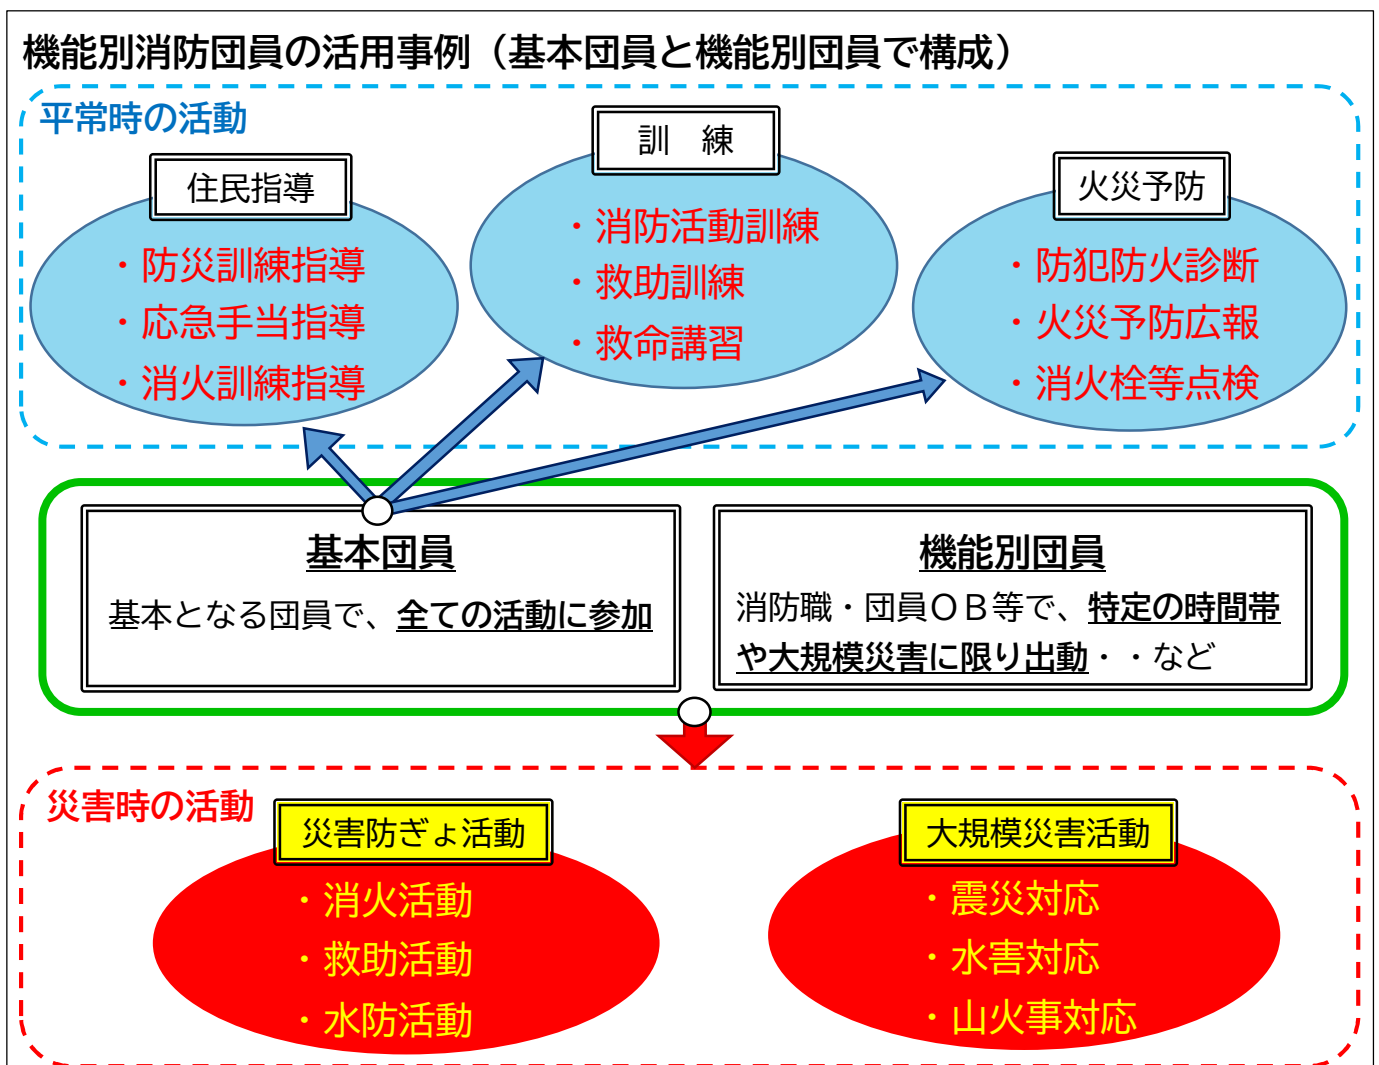 機能別消防団員の活用事例（基本団員と機能別団員で構成）
平常時の活動
住民指導
・防災訓練指導
・応急手当指導
・消火訓練指導
訓　練
・消防活動訓練
・救助訓練
・救命講習
火災予防
・防犯防火診断
・火災予防広報
・消火栓等点検
基本団員
基本となる団員で、全ての活動に参加
機能別団員
消防職・団員ＯＢ等で、特定の時間帯
や大規模災害に限り出動・・など
災害時の活動
災害防ぎょ活動
・消火活動
・救助活動
・水防活動
大規模災害活動
・震災対応
・水害対応
・山火事対応